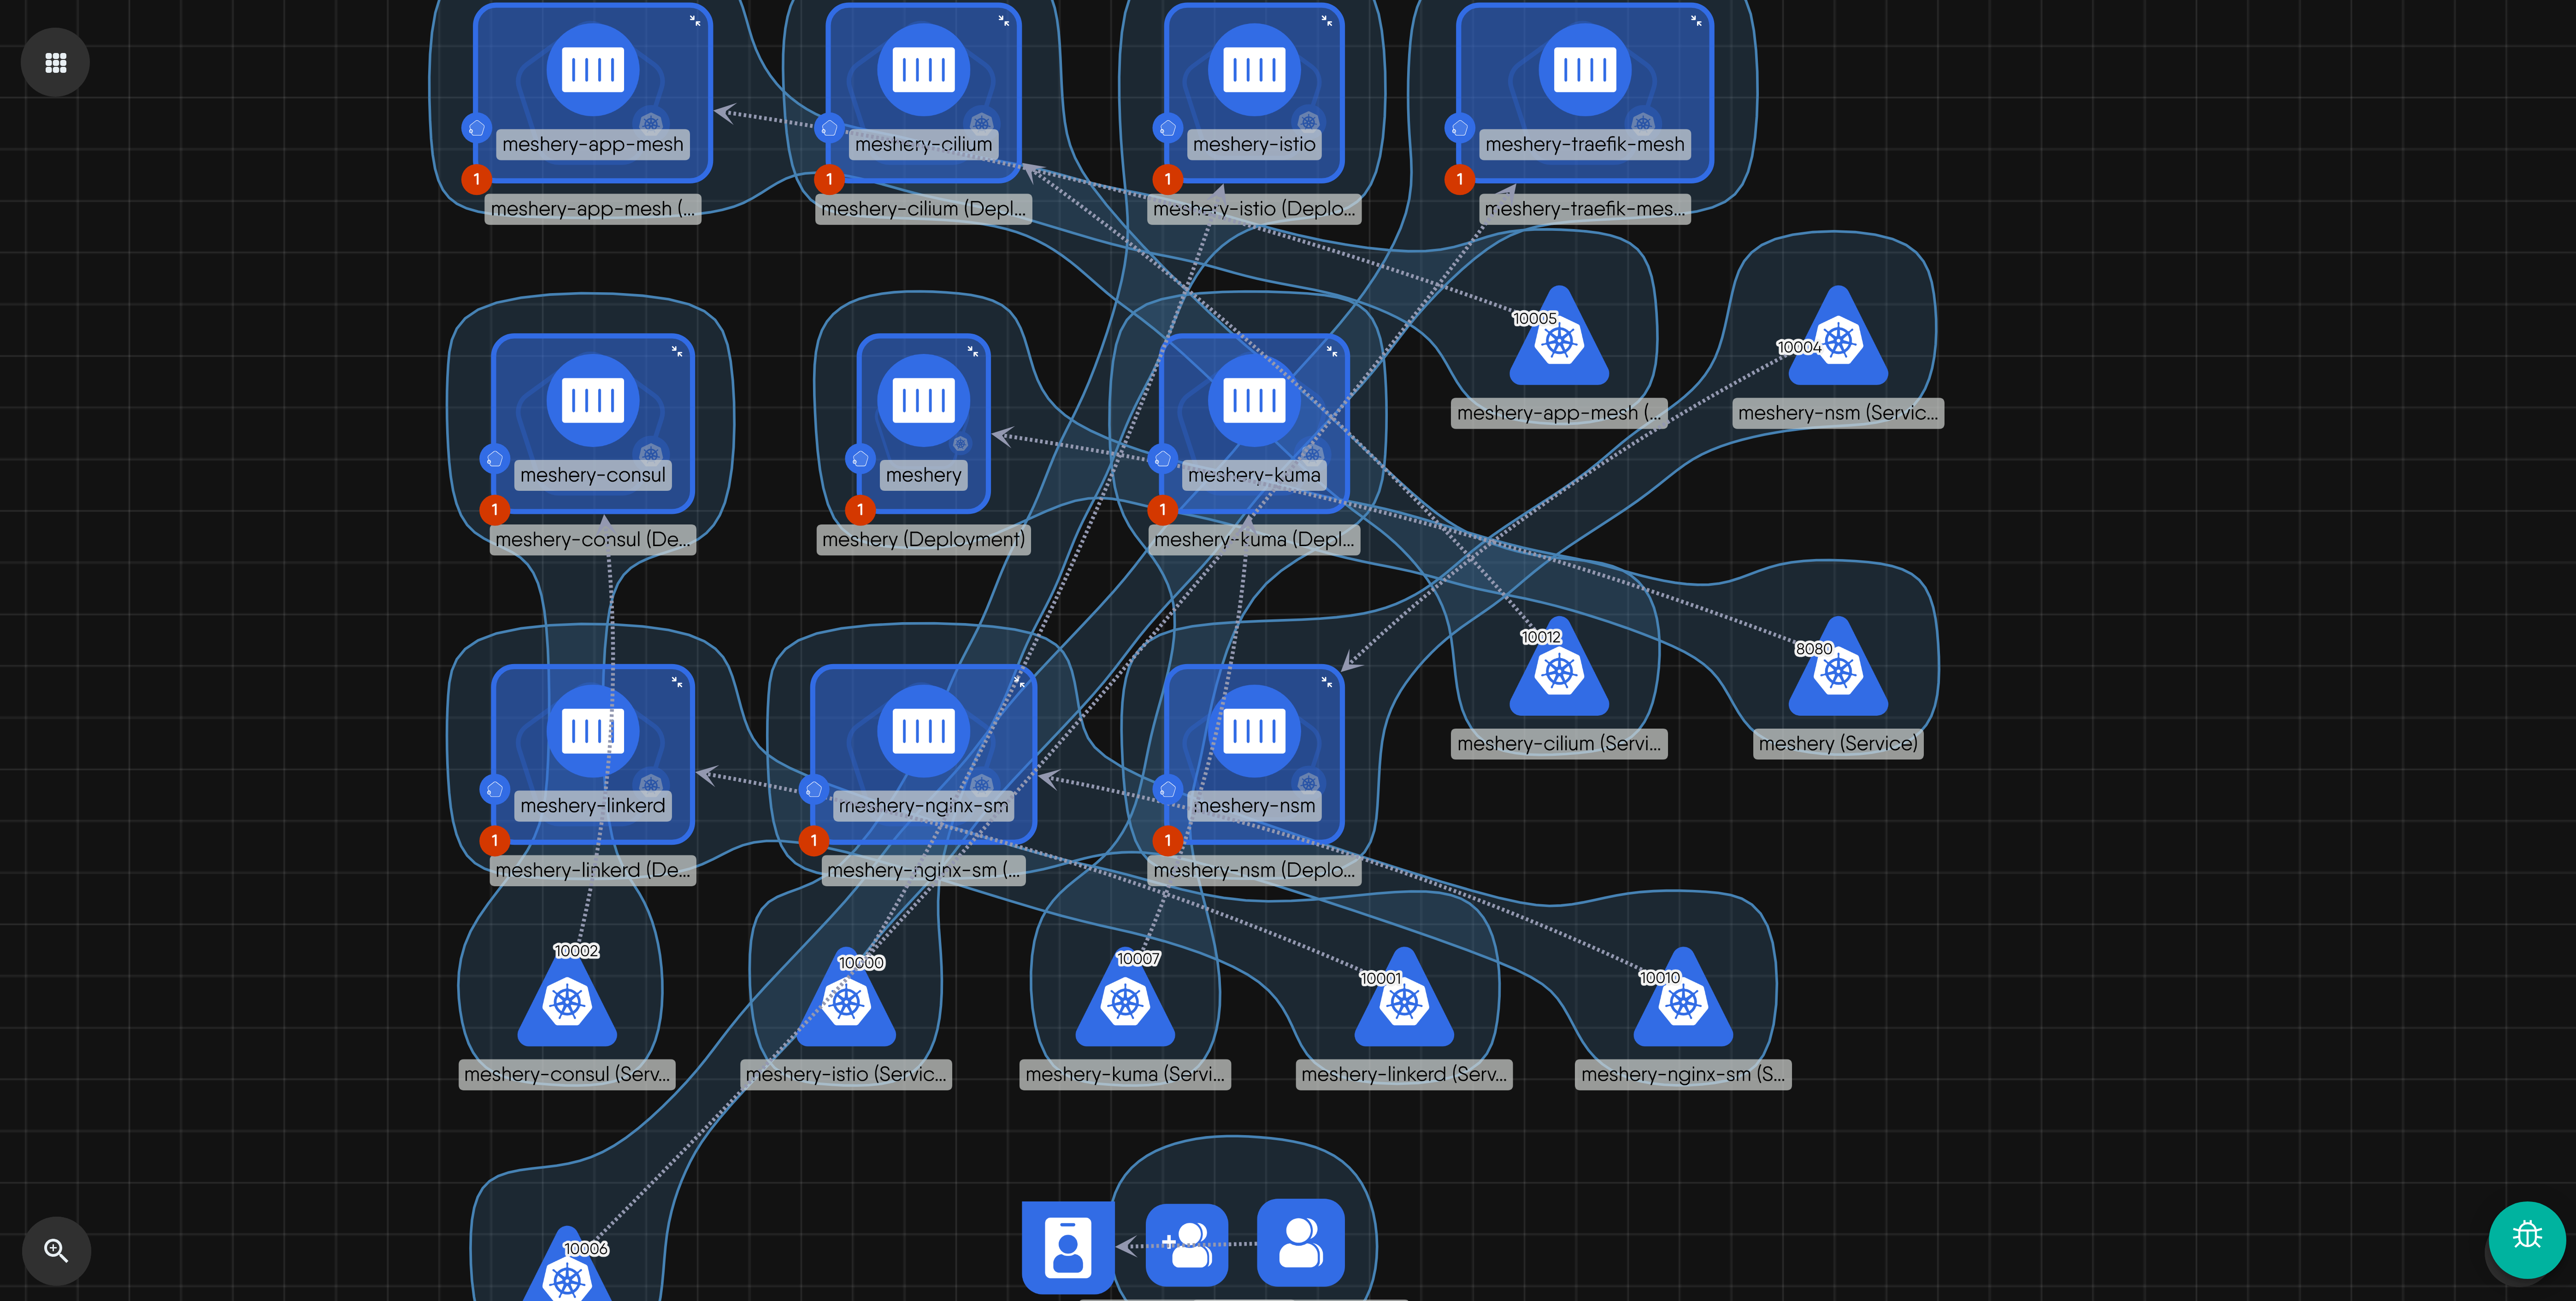 meshery-app-mesh
meshery-cilium
meshery-istio
meshery-traefik-mesh
1
1
1
1
meshery-app-mesh (...
meshery-cilium (Depl...
meshery-istio (Deplo...
meshery-traefik-mes...
10005
10004
meshery-app-mesh (...
meshery-nsm (Servic...
meshery-consul
meshery
meshery-kuma
1
1
1
meshery-consul (De...
meshery (Deployment)
meshery-kuma (Depl...
10012
8080
meshery-cilium (Servi...
meshery (Service)
meshery-linkerd
meshery-nginx-sm
meshery-nsm
1
1
1
meshery-linkerd (De...
meshery-nginx-sm (...
meshery-nsm (Deplo...
10002
10000
10007
10001
10010
meshery-consul (Serv...
meshery-istio (Servic...
meshery-kuma (Servi...
meshery-linkerd (Serv...
meshery-nginx-sm (S...
10006